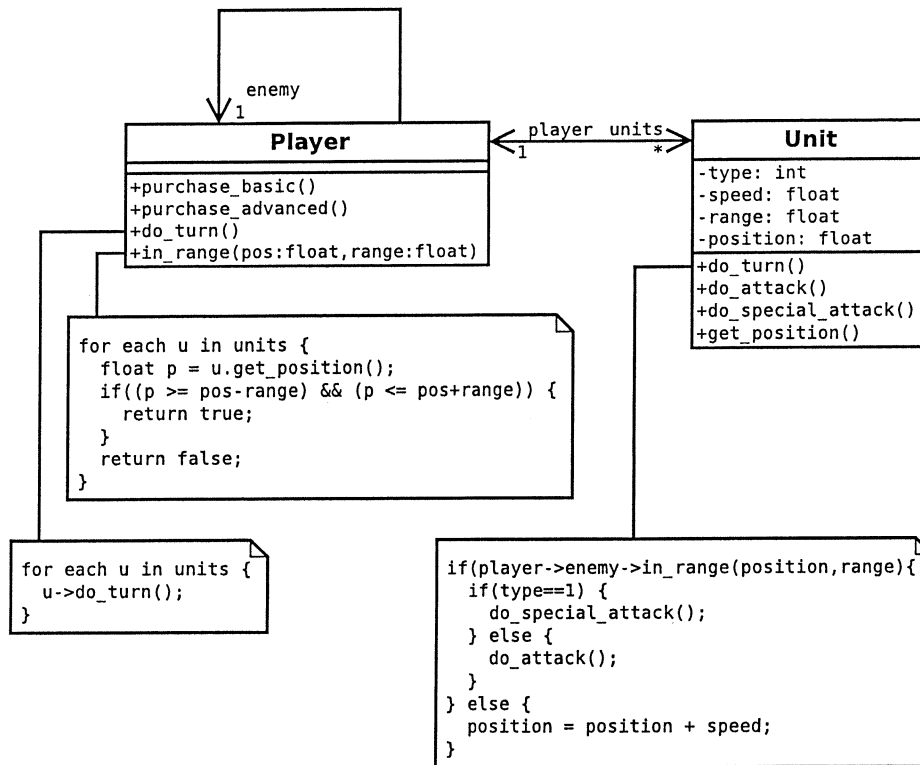 enemy
1
Player
+purchase_basic()
+purchase_advanced()
+do_turn()
+in_range(pos:float,range:float)
player units
1 *
Unit
-type: int
-speed: float
-range: float
-position: float
+do_turn()
+do_attack()
+do_special_attack()
+get_position()
for each u in units {
float p = u.get_position();
if((p >= pos-range) && (p <= pos+range)) {
return true;
}
return false;
}
for each u in units {
u->do_turn();
}
if(player->enemy->in_range(position,range){
if(type==1) {
do_special_attack();
} else {
do_attack();
}
} else {
position = position + speed;
}